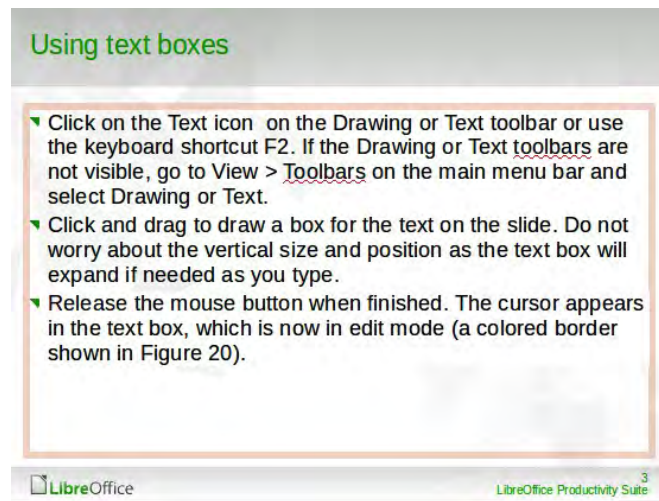 Using text boxes
Click on the Text icon  on the Drawing or Text toolbar or use
the keyboard shortcut F2. If the Drawing or Text toolbars are
not visible, go to View > Toolbars on the main menu bar and
select Drawing or Text.
Click and drag to draw a box for the text on the slide. Do not
worry about the vertical size and position as the text box will
expand if needed as you type.
Release the mouse button when finished. The cursor appears
in the text box, which is now in edit mode (a colored border
shown in Figure 20).
LibreOffice
3
LibreOffice Productivity Suite